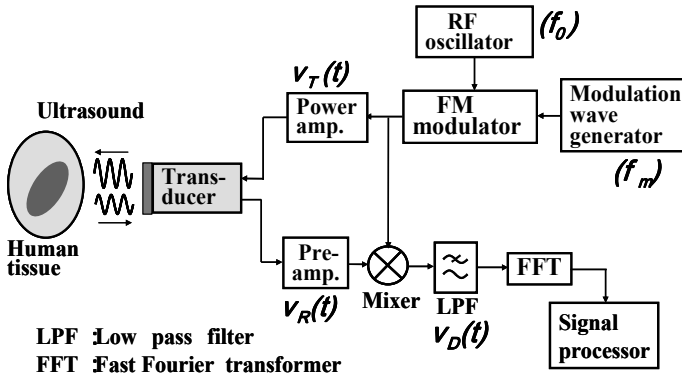 RF
oscillator
(f0)
vT(t)
Ultrasound
Power
amp.
FM
modulator
Modulation
wave
generator
(fm)
Trans-
ducer
Human
tissue
Pre-
amp.
vR(t)
Mixer
LPF
vD(t)
FFT
Signal
processor
LPF :Low pass filter
FFT :Fast Fourier transformer